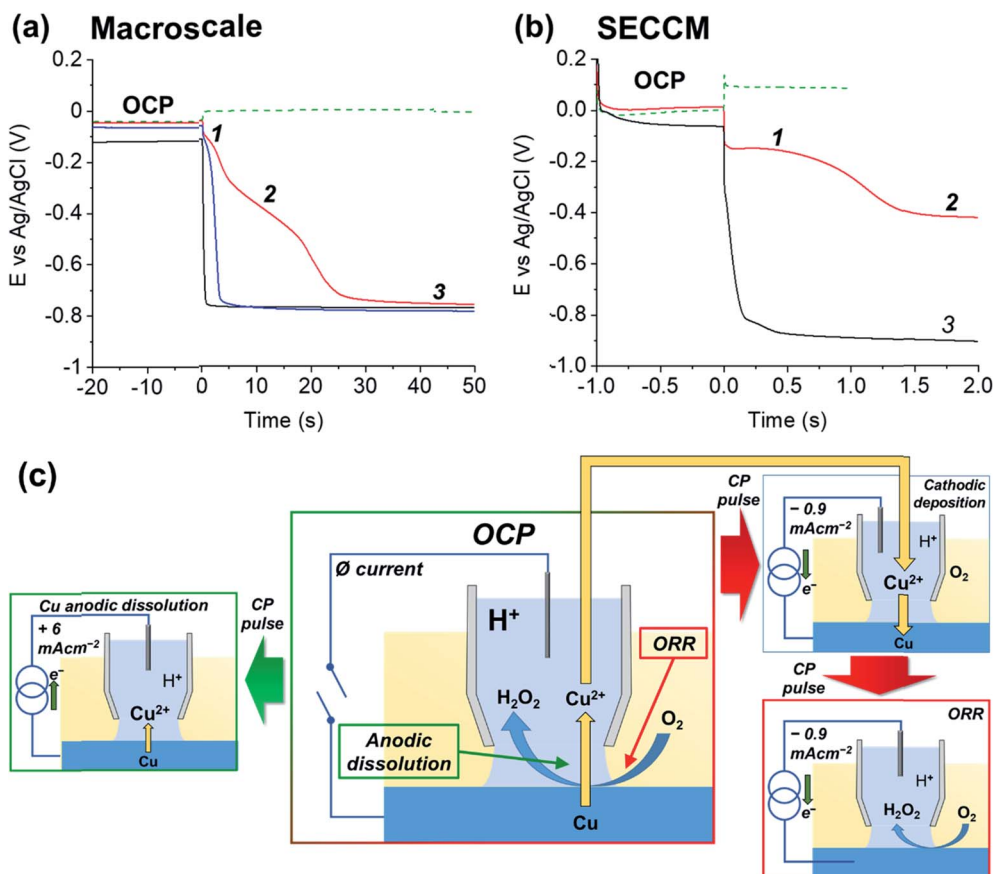 (a) Macroscale
0.2
0
-0.2
-0.4
-0.6
-0.8
-1
E vs Ag/AgCl (V)
OCP
1
2
3
-20 -10 0 10 20 30 40 50
Time (s)
(b) SECCM
0.2
0.0
-0.2
-0.4
-0.6
-0.8
-1.0
E vs Ag/AgCl (V)
OCP
1
2
3
-1.0 -0.5 0.0 0.5 1.0 1.5 2.0
Time (s)
(c)
Cu anodic dissolution
+ 6
mAcm⁻²
e⁻
H⁺
Cu²⁺
Cu
CP
pulse
OCP
Ø current
H⁺
ORR
H₂O₂
Cu²⁺
O₂
Anodic
dissolution
Cu
CP
pulse
Cathodic
deposition
− 0.9
mAcm⁻²
e⁻
H⁺
O₂
Cu²⁺
Cu
CP
pulse
ORR
− 0.9
mAcm⁻²
e⁻
H⁺
H₂O₂
O₂